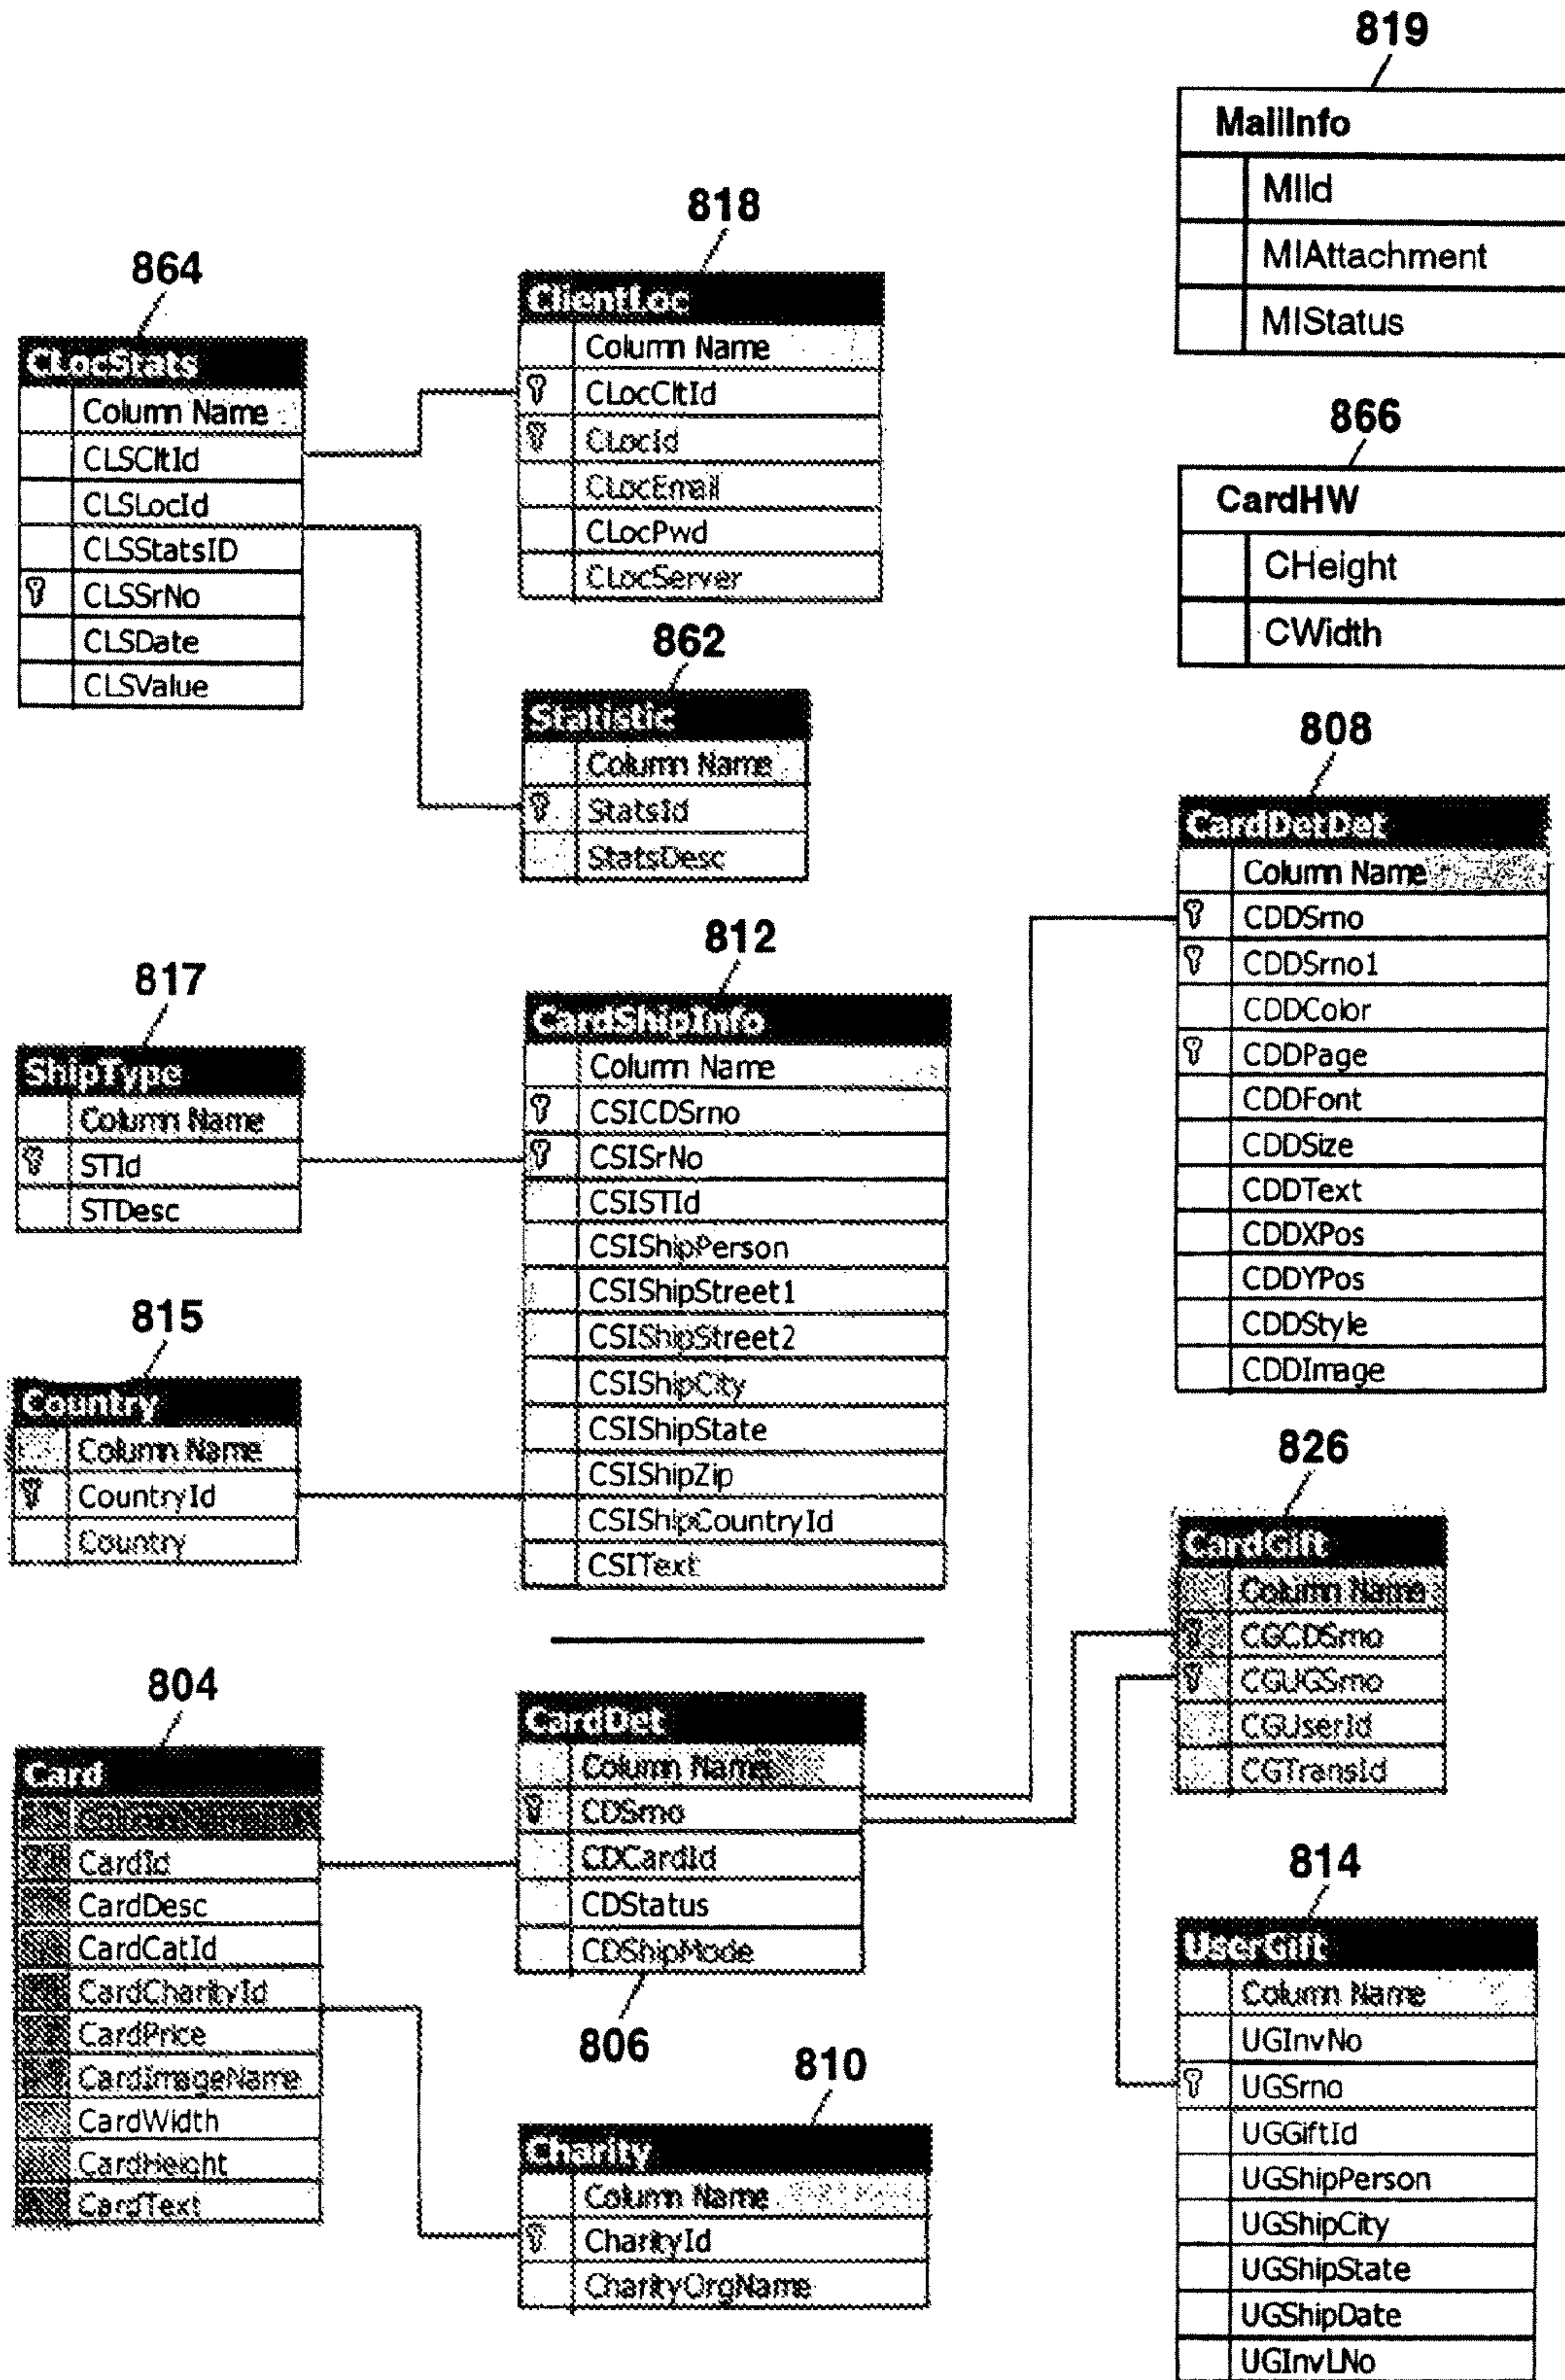 864
CLocStats
Column Name
CLSCltId
CLSLocId
CLSStatsID
CLSSrNo
CLSDate
CLSValue
818
ClientLoc
Column Name
CLocCltId
CLocId
CLocEmail
CLocPwd
CLocServer
819
MailInfo
MIId
MIAttachment
MIStatus
866
CardHW
CHeight
CWidth
862
Statistic
Column Name
StatsId
StatsDesc
808
CardDetDet
Column Name
CDDSrno
CDDSrno1
CDDColor
CDDPage
CDDFont
CDDSize
CDDText
CDDXPos
CDDYPos
CDDStyle
CDDImage
817
ShipType
Column Name
STId
STDesc
812
CardShipInfo
Column Name
CSICDSrno
CSISrNo
CSISTId
CSIShipPerson
CSIShipStreet1
CSIShipStreet2
CSIShipCity
CSIShipState
CSIShipZip
CSIShipCountryId
CSIText
815
Country
Column Name
CountryId
Country
826
CardGift
Column Name
CGCDSrno
CGUGSrno
CGUserId
CGTransId
804
Card
CardId
CardDesc
CardCatId
CardCharityId
CardPrice
CardImageName
CardWidth
CardHeight
CardText
CardDet
Column Name
CDSrno
CDCardId
CDStatus
CDShipMode
806
810
Charity
Column Name
CharityId
CharityOrgName
814
UserGift
Column Name
UGInvNo
UGSrno
UGGiftId
UGShipPerson
UGShipCity
UGShipState
UGShipDate
UGInvLNo